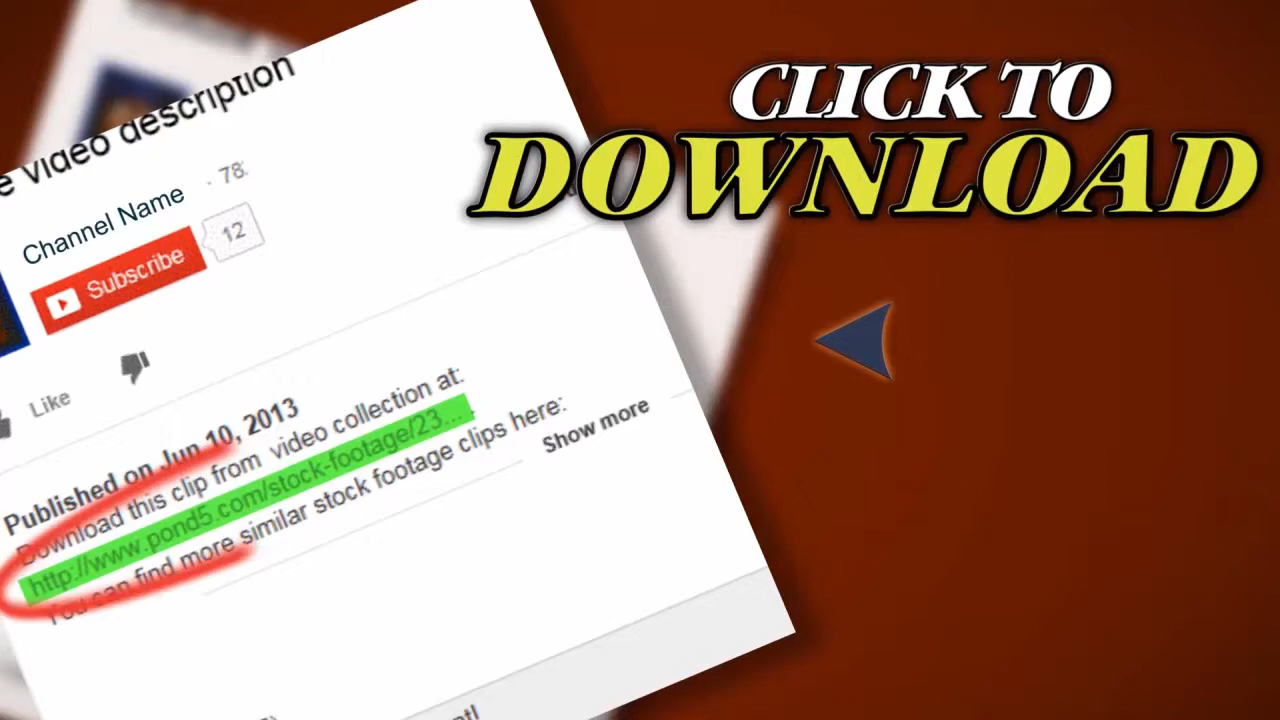 CLICK TO
DOWNLOAD
e video description
Channel Name
· 78
Subscribe
12
Like
Published on Jun 10, 2013
Download this clip from video collection at:
http://www.pond5.com/stock-footage/23....
You can find more similar stock footage clips here:
Show more